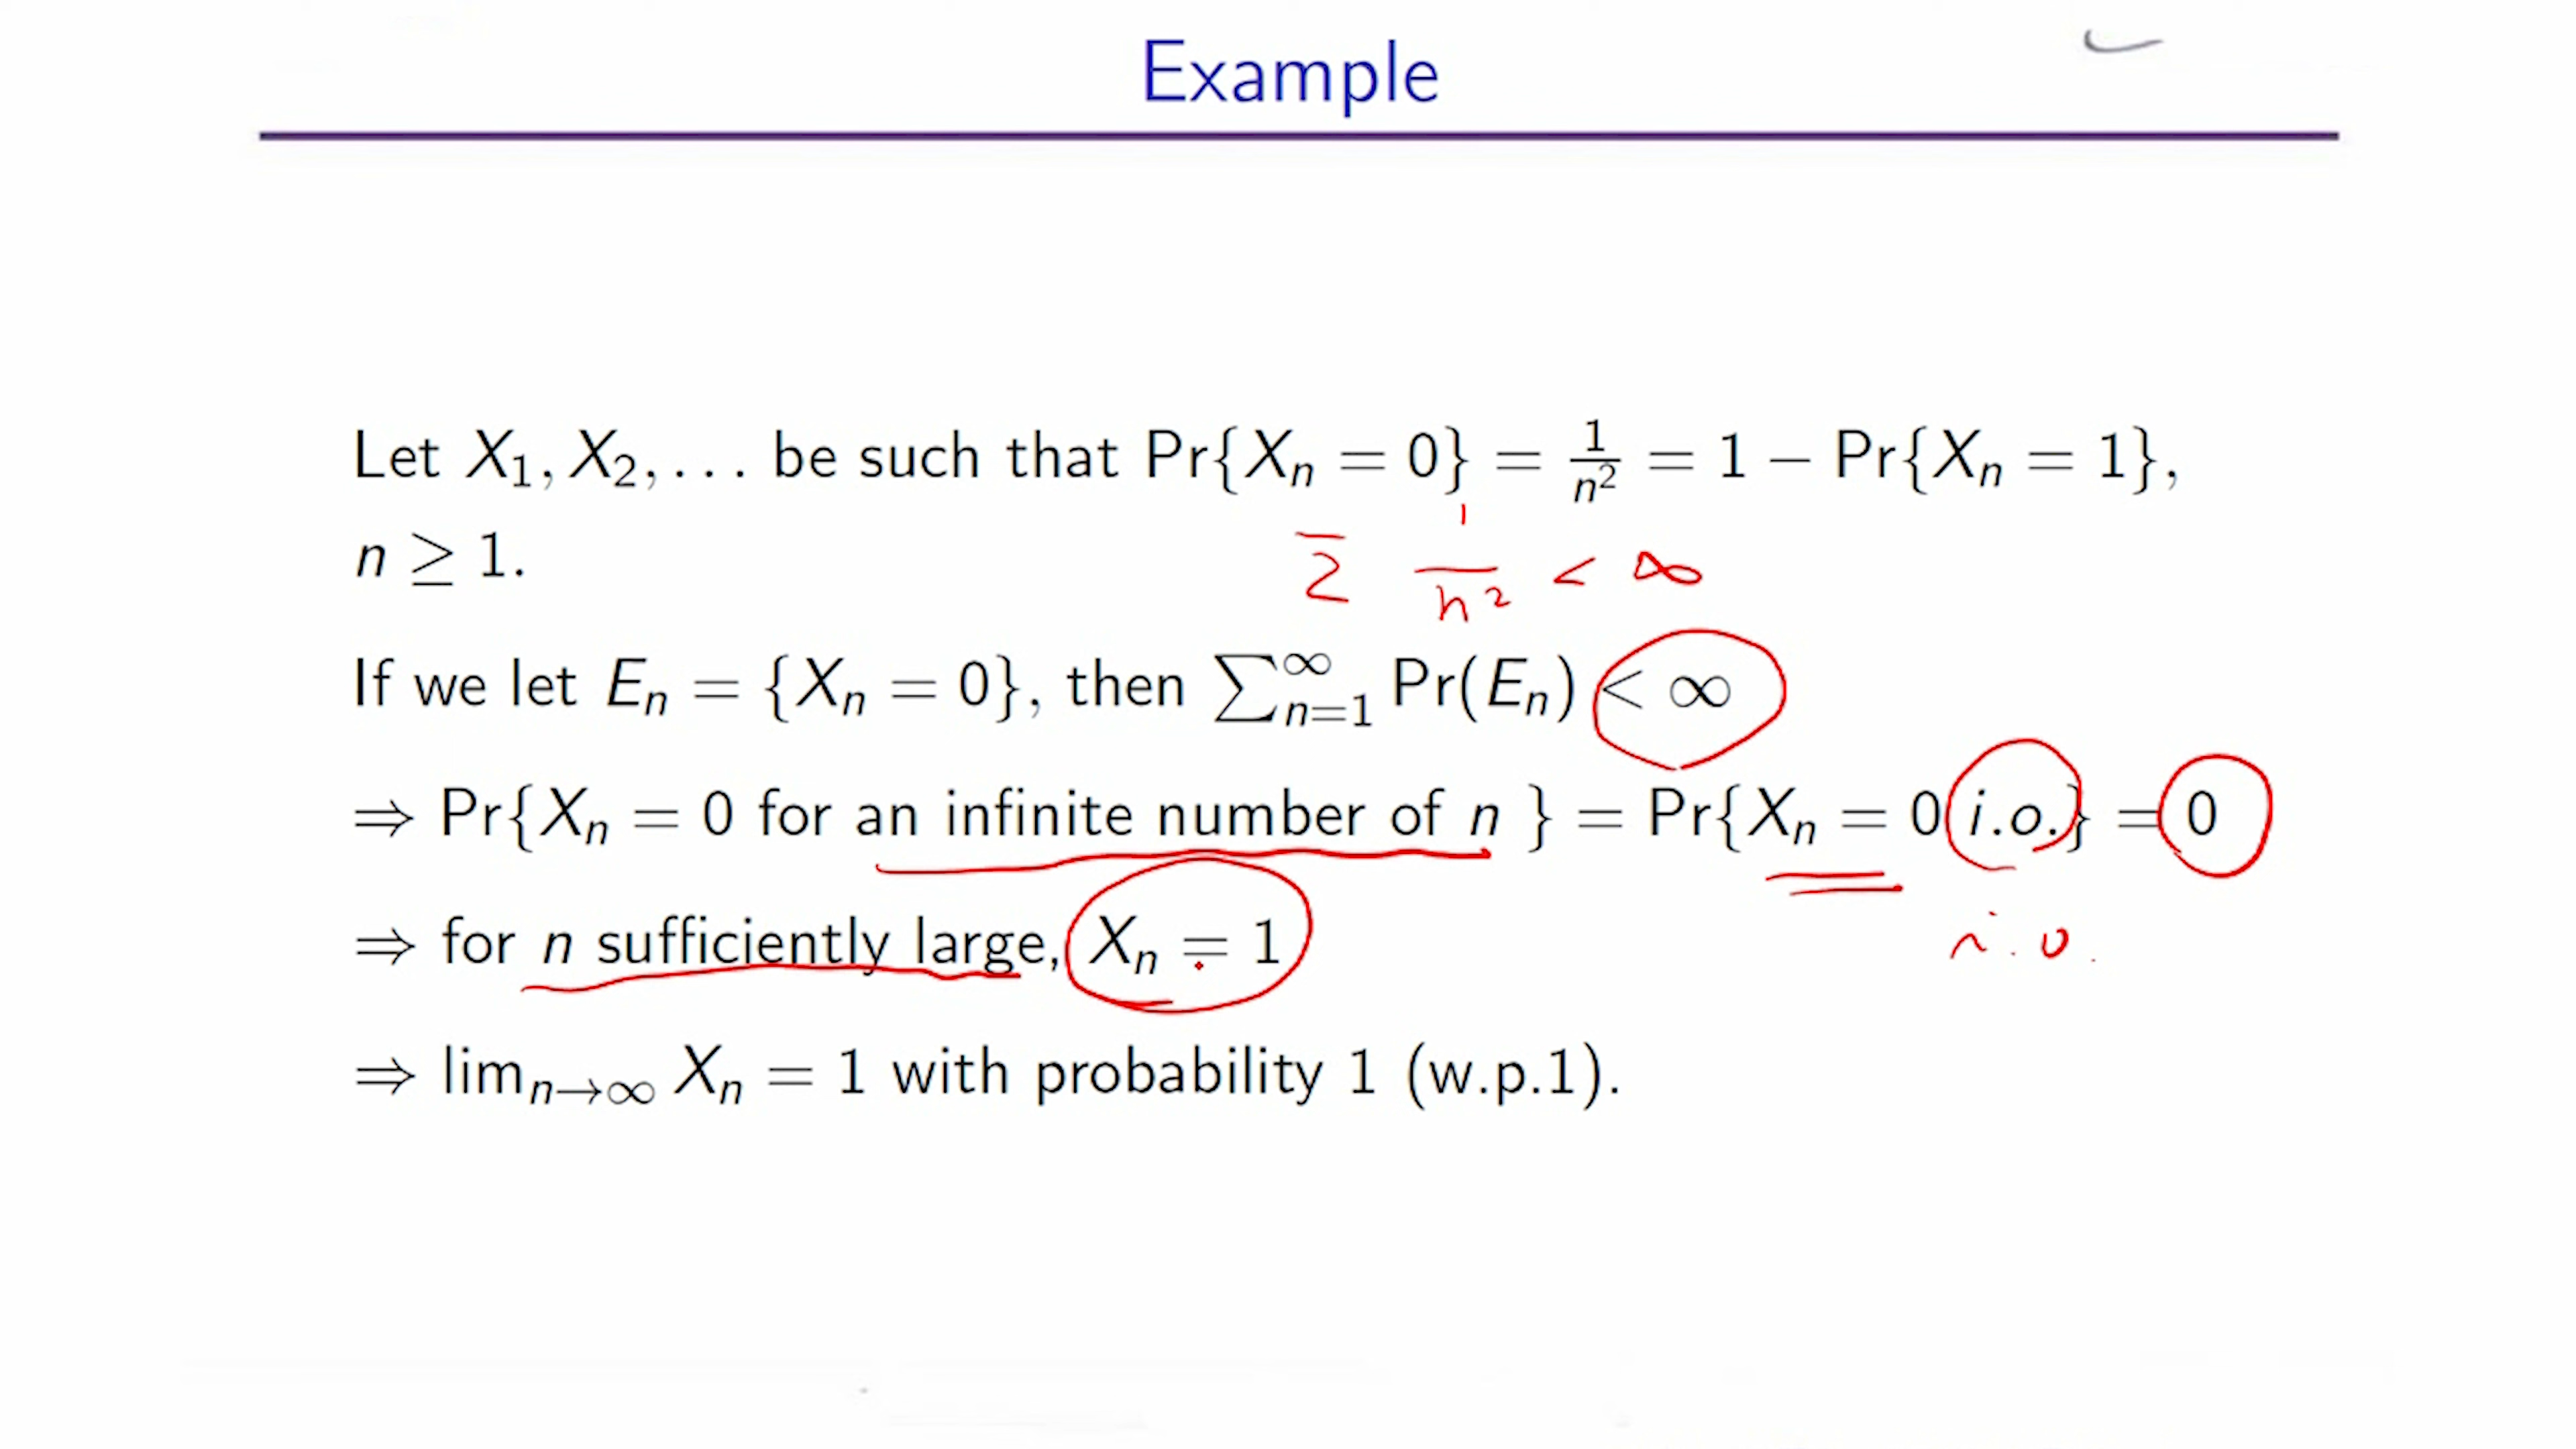 Example
Let X₁, X₂, ... be such that Pr{Xₙ = 0} = 1/n² = 1 − Pr{Xₙ = 1},
n ≥ 1.
Σ 1/n² < ∞
If we let Eₙ = {Xₙ = 0}, then ∑ₙ₌₁^∞ Pr(Eₙ) < ∞
⇒ Pr{Xₙ = 0 for an infinite number of n } = Pr{Xₙ = 0 i.o.} = 0
⇒ for n sufficiently large, Xₙ = 1
i.o.
⇒ limₙ→∞ Xₙ = 1 with probability 1 (w.p.1).